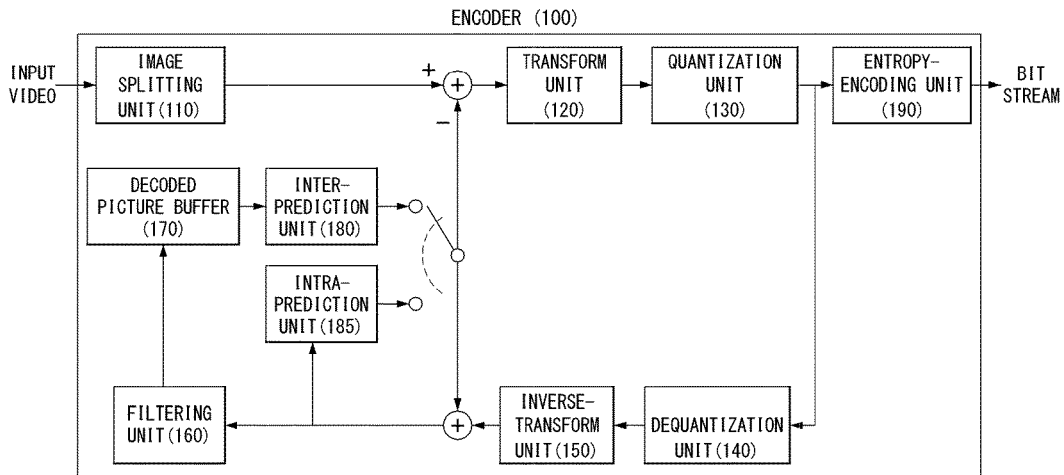 ENCODER (100)
INPUT
VIDEO
IMAGE
SPLITTING
UNIT(110)
+
−
+
TRANSFORM
UNIT
(120)
QUANTIZATION
UNIT
(130)
ENTROPY-
ENCODING UNIT
(190)
BIT
STREAM
DECODED
PICTURE BUFFER
(170)
INTER-
PREDICTION
UNIT(180)
INTRA-
PREDICTION
UNIT(185)
FILTERING
UNIT(160)
+
INVERSE-
TRANSFORM
UNIT(150)
DEQUANTIZATION
UNIT(140)